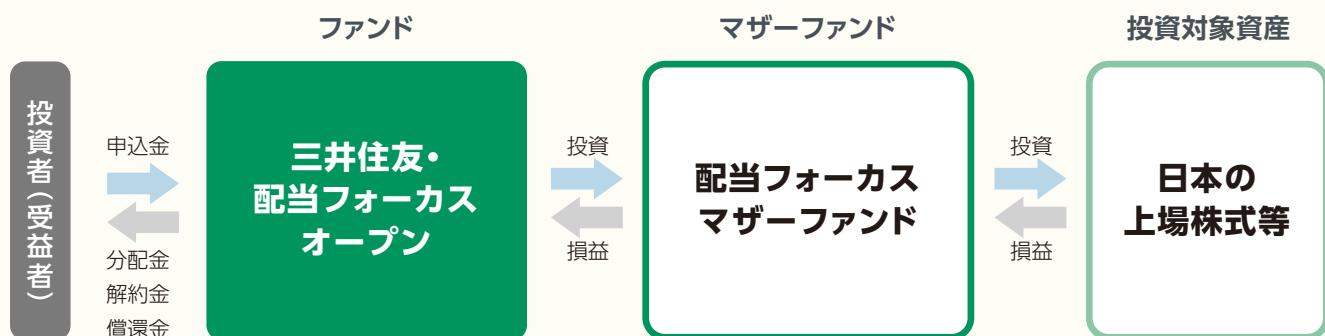 ファンド
マザーファンド
投資対象資産
投資者(受益者)
申込金
分配金
解約金
償還金
三井住友・
配当フォーカス
オープン
投資
損益
配当フォーカス
マザーファンド
投資
損益
日本の
上場株式等